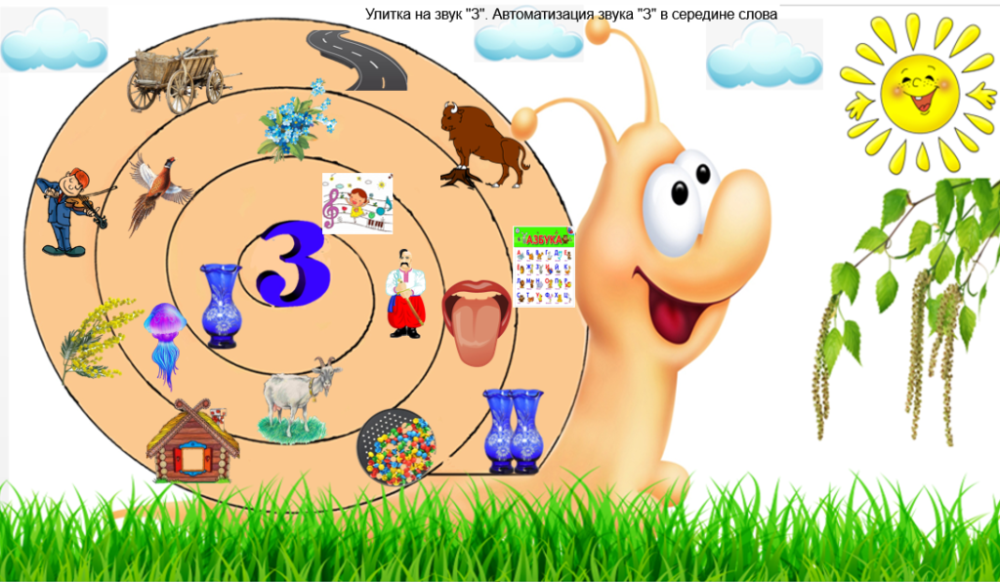 Улитка на звук "З". Автоматизация звука "З" в середине слова
АЗБУКА
З